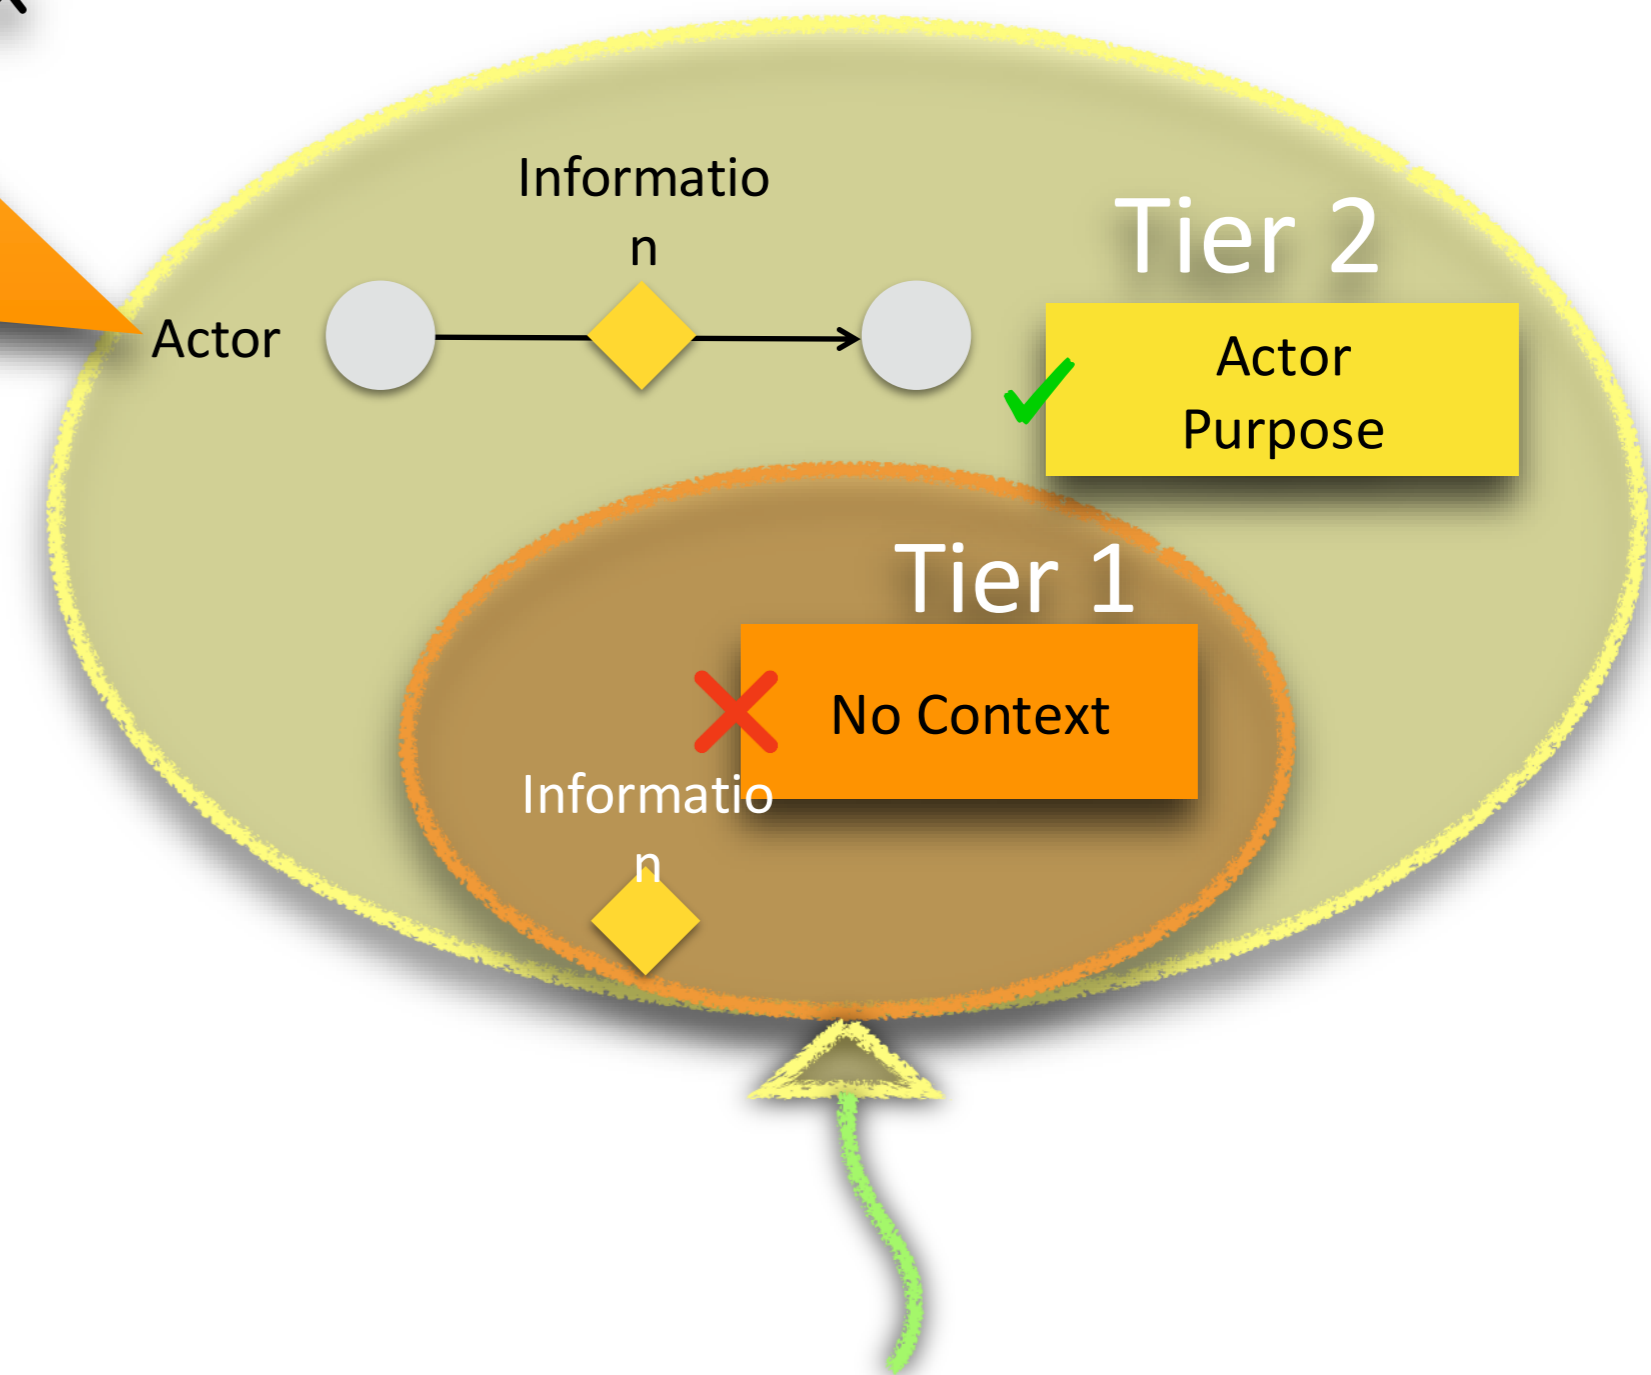 Informatio
n
Tier 2
Actor
Actor
Purpose
Tier 1
No Context
Informatio
n